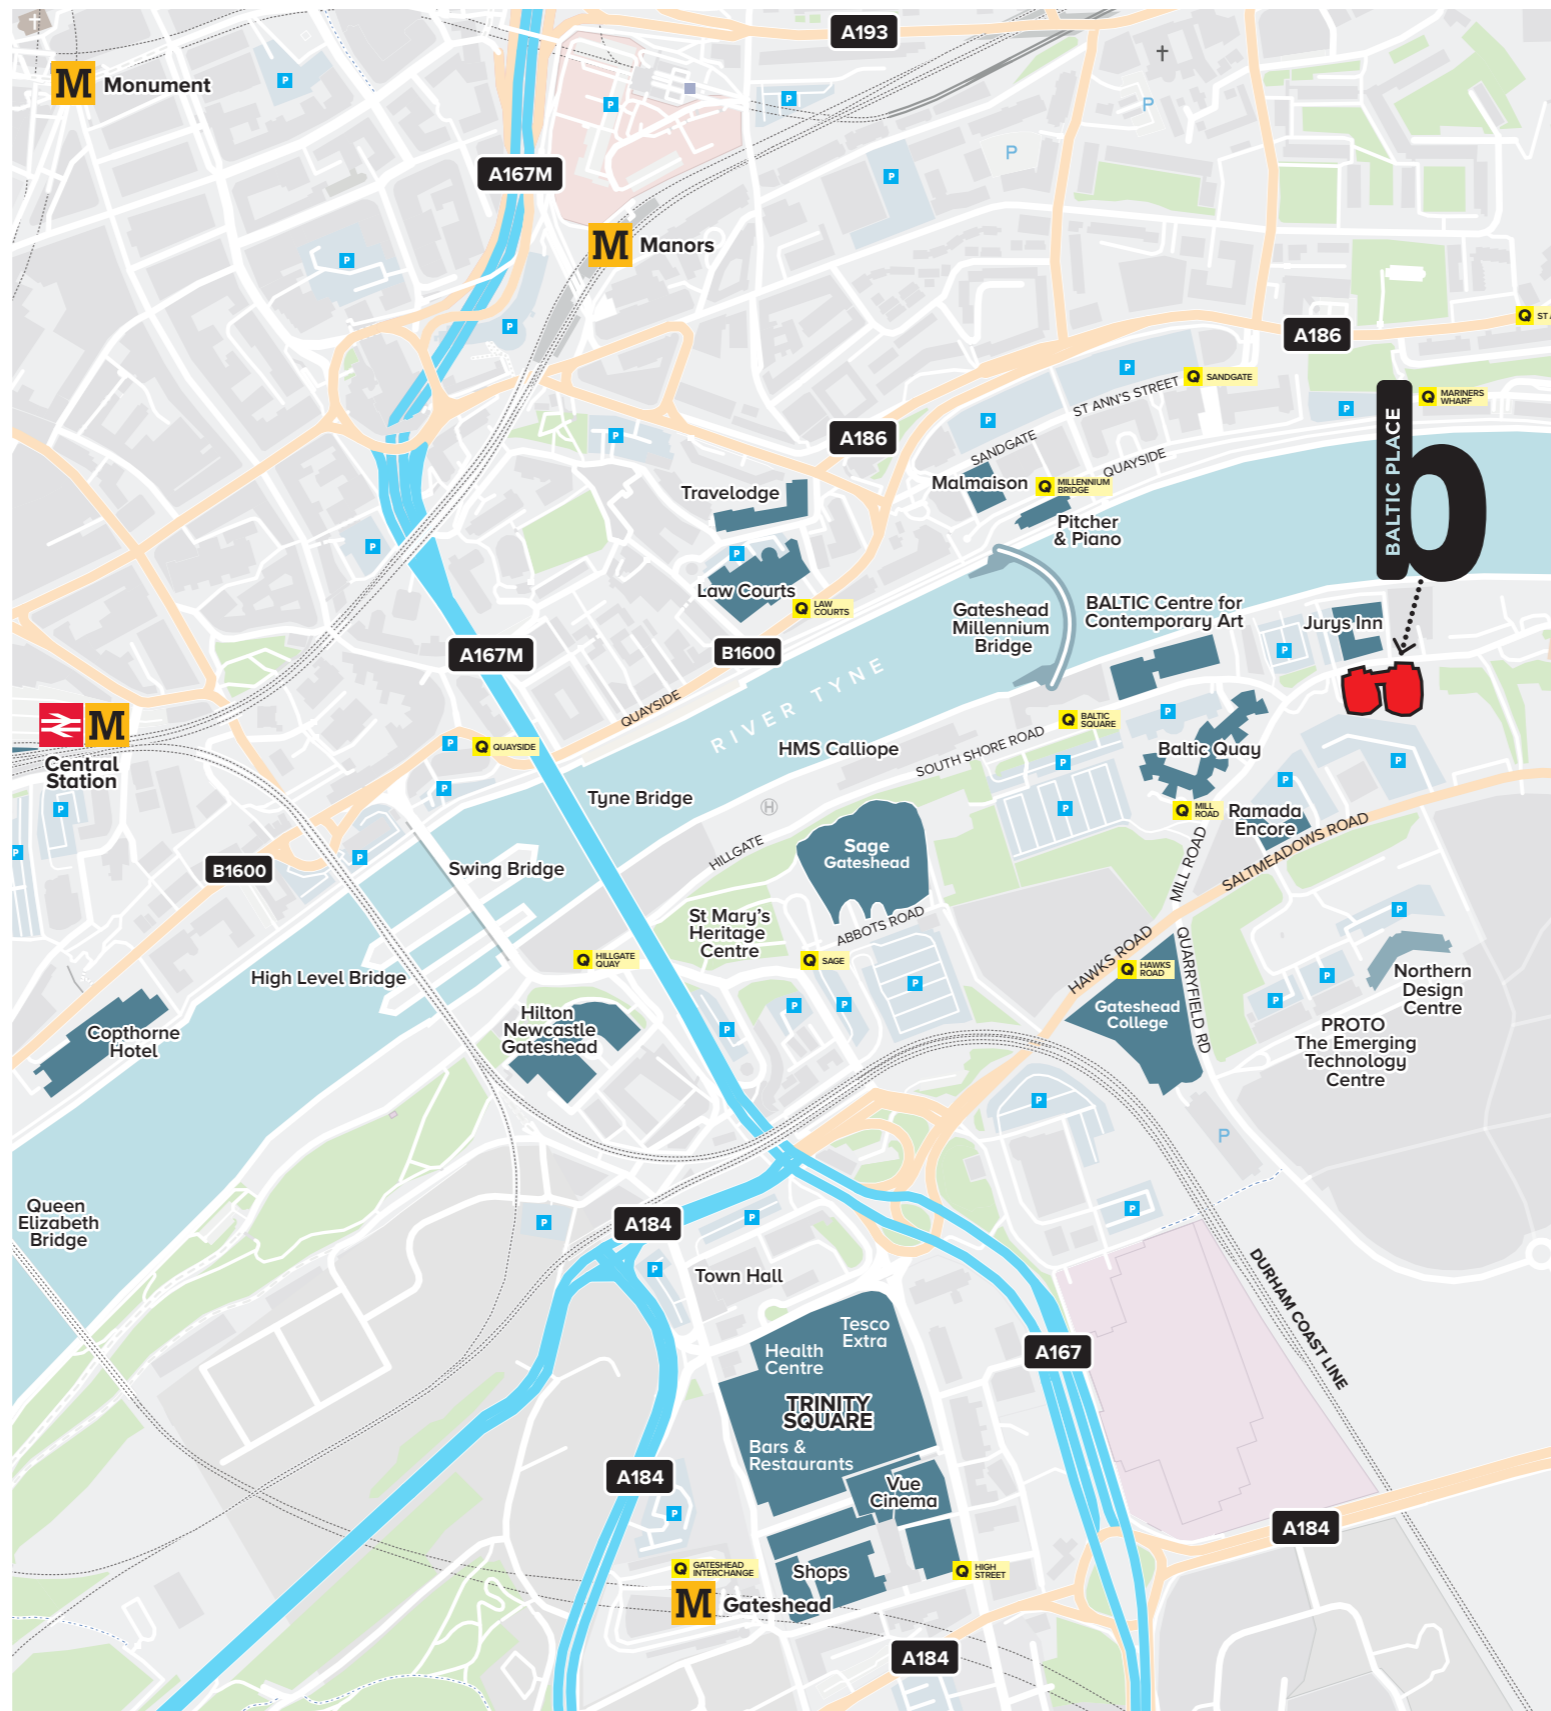 A193
M Monument
P
P
P
P
P
A167M
P
M Manors
P
P
Q ST
A186
P
Q SANDGATE
ST ANN'S STREET
Q MARINERS
WHARF
P
BALTIC PLACE
b
P
A186
P
SANDGATE
QUAYSIDE
Malmaison
Q MILLENNIUM
BRIDGE
Travelodge
Pitcher
& Piano
P
P
Law Courts
Q LAW
COURTS
Gateshead
Millennium
Bridge
BALTIC Centre for
Contemporary Art
Jurys Inn
P
A167M
B1600
QUAYSIDE
RIVER TYNE
M
Central
Station
P
Q QUAYSIDE
HMS Calliope
SOUTH SHORE ROAD
Q BALTIC
SQUARE
P
Baltic Quay
P
P
P
P
P
P
P
Tyne Bridge
H
Q MILL
ROAD
Ramada
Encore
SALTMEADOWS ROAD
MILL ROAD
HILLGATE
Sage
Gateshead
P
P
B1600
Swing Bridge
St Mary's
Heritage
Centre
ABBOTS ROAD
P
HAWKS ROAD
QUARRYFIELD RD
Q HILLGATE
QUAY
Q SAGE
Q HAWKS
ROAD
High Level Bridge
P
P
P
P
P
P
Northern
Design
Centre
Gateshead
College
Hilton
Newcastle
Gateshead
Copthorne
Hotel
PROTO
The Emerging
Technology
Centre
P
P
Queen
Elizabeth
Bridge
P
A184
P
P
P
Town Hall
DURHAM COAST LINE
Tesco
Extra
Health
Centre
A167
TRINITY
SQUARE
Bars &
Restaurants
A184
Vue
Cinema
P
A184
Q GATESHEAD
INTERCHANGE
Shops
Q HIGH
STREET
M Gateshead
A184